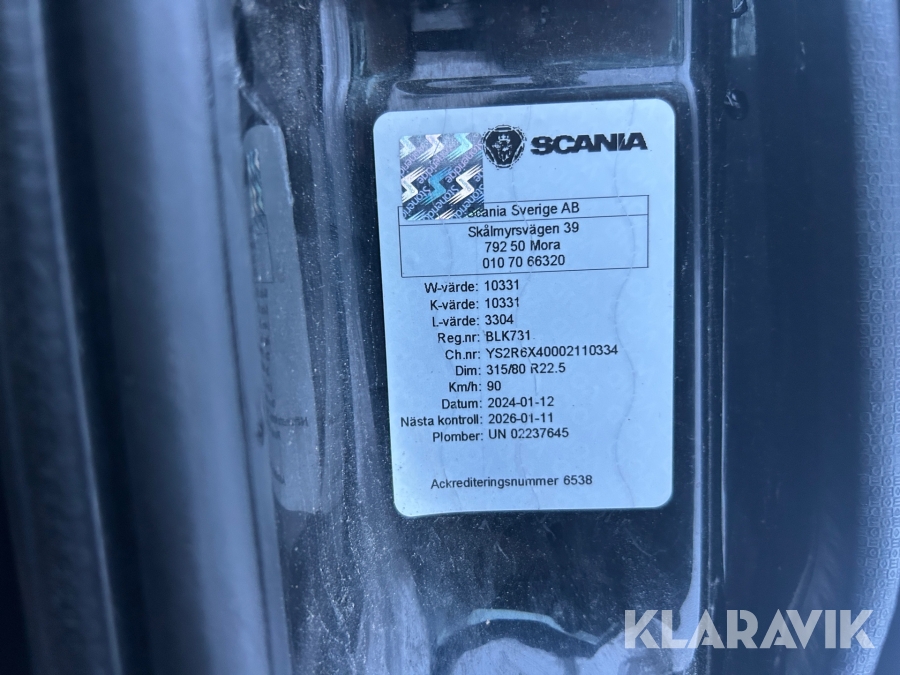 SCANIA
Scania Sverige AB
Skålmyrsvägen 39
792 50 Mora
010 70 66320
W-värde: 10331
K-värde: 10331
L-värde: 3304
Reg.nr: BLK731
Ch.nr: YS2R6X40002110334
Dim: 315/80 R22.5
Km/h: 90
Datum: 2024-01-12
Nästa kontroll: 2026-01-11
Plomber: UN 02237645
Ackrediteringsnummer 6538
KLARAVIK